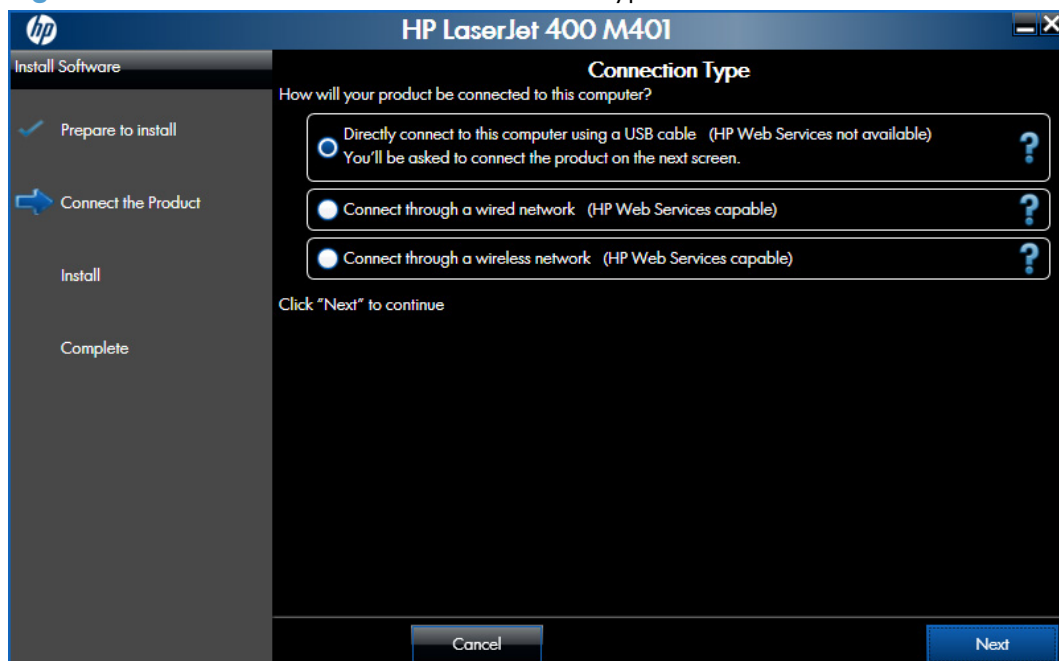 hp
HP LaserJet 400 M401
Install Software
Prepare to install
Connect the Product
Install
Complete
Connection Type
How will your product be connected to this computer?
Directly connect to this computer using a USB cable (HP Web Services not available)
You'll be asked to connect the product on the next screen.
?
Connect through a wired network (HP Web Services capable)
?
Connect through a wireless network (HP Web Services capable)
?
Click "Next" to continue
Cancel
Next